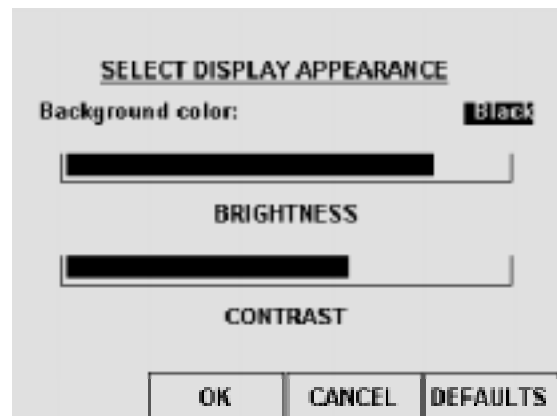 SELECT DISPLAY APPEARANCE
Background color: Black
BRIGHTNESS
CONTRAST
OK CANCEL DEFAULTS